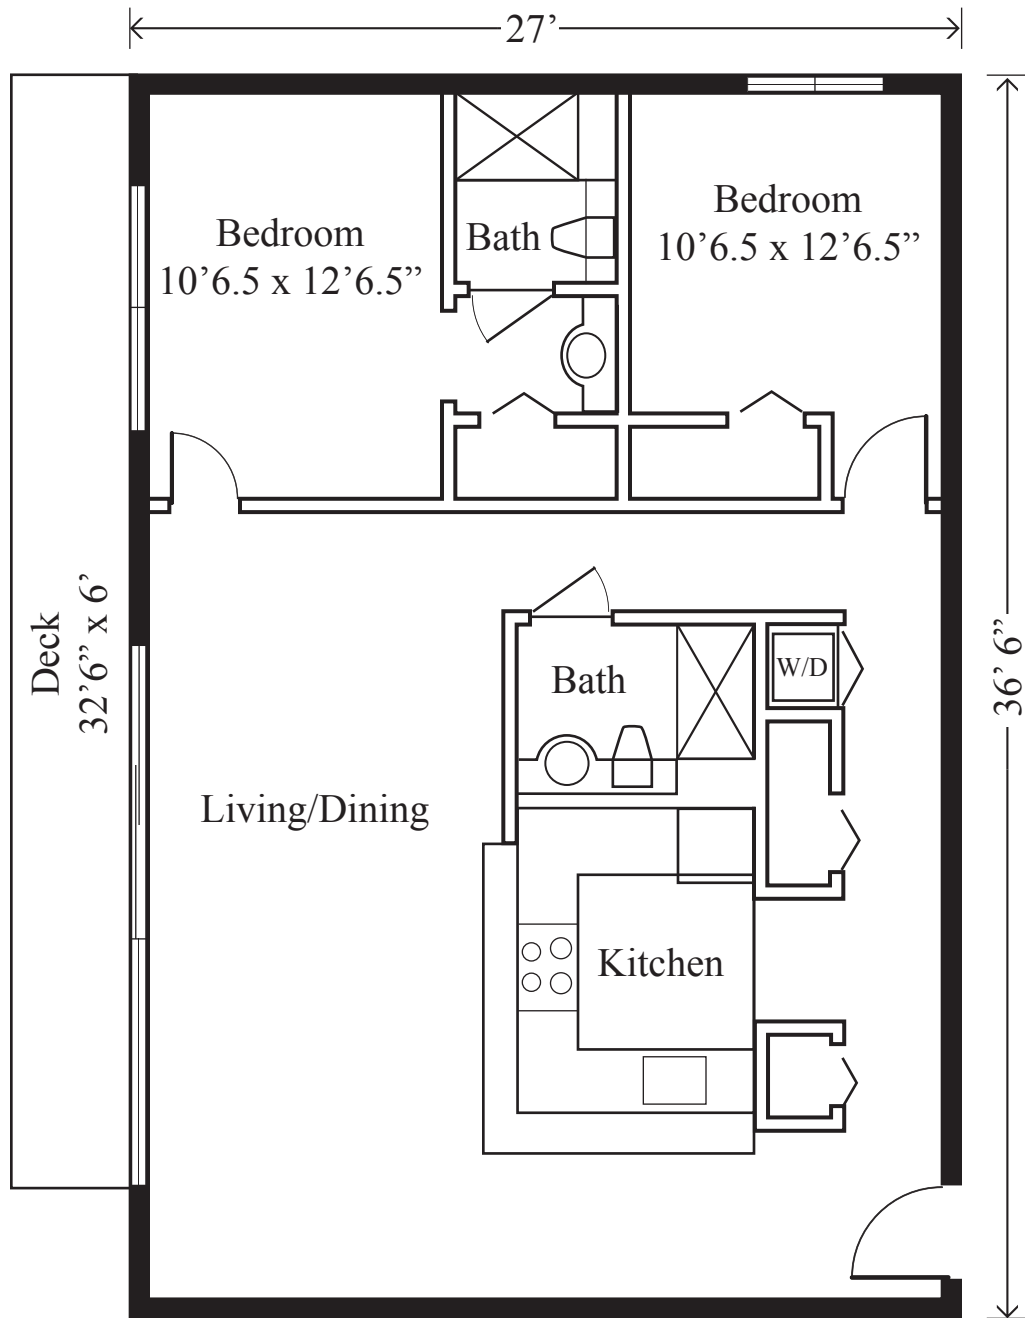 27’
Bedroom
10’6.5 x 12’6.5”
Bath
Bedroom
10’6.5 x 12’6.5”
Deck
32’6” x 6’
36’ 6”
Bath
W/D
Living/Dining
Kitchen